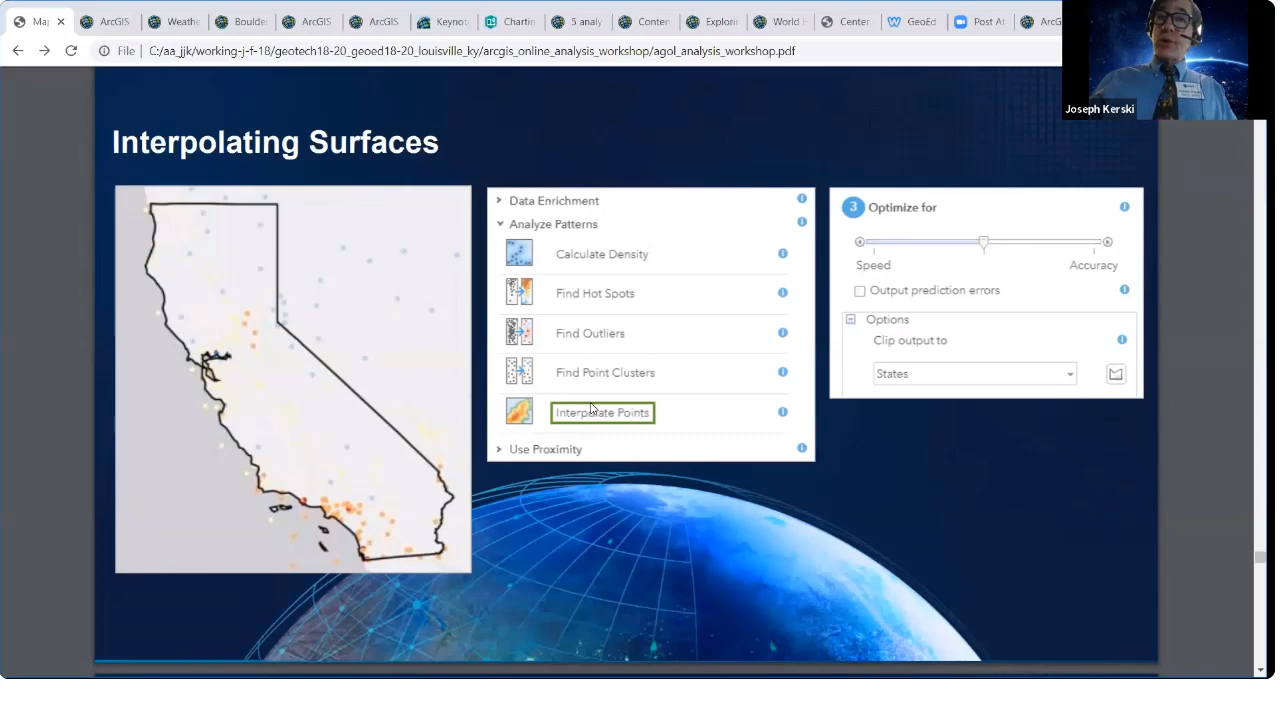 Map
ArcGIS
Weathe
Boulde
ArcGIS
ArcGIS
Keynot
Chartin
5 analy
Conten
Explori
World H
Center
GeoEd
Post At
ArcG
File
C:/aa_jjk/working-j-f-18/geotech18-20_geoed18-20_louisville_ky/arcgis_online_analysis_workshop/agol_analysis_workshop.pdf
Joseph Kerski
Interpolating Surfaces
Data Enrichment
Analyze Patterns
Calculate Density
Find Hot Spots
Find Outliers
Find Point Clusters
Interpolate Points
Use Proximity
3 Optimize for
Speed Accuracy
Output prediction errors
Options
Clip output to
States